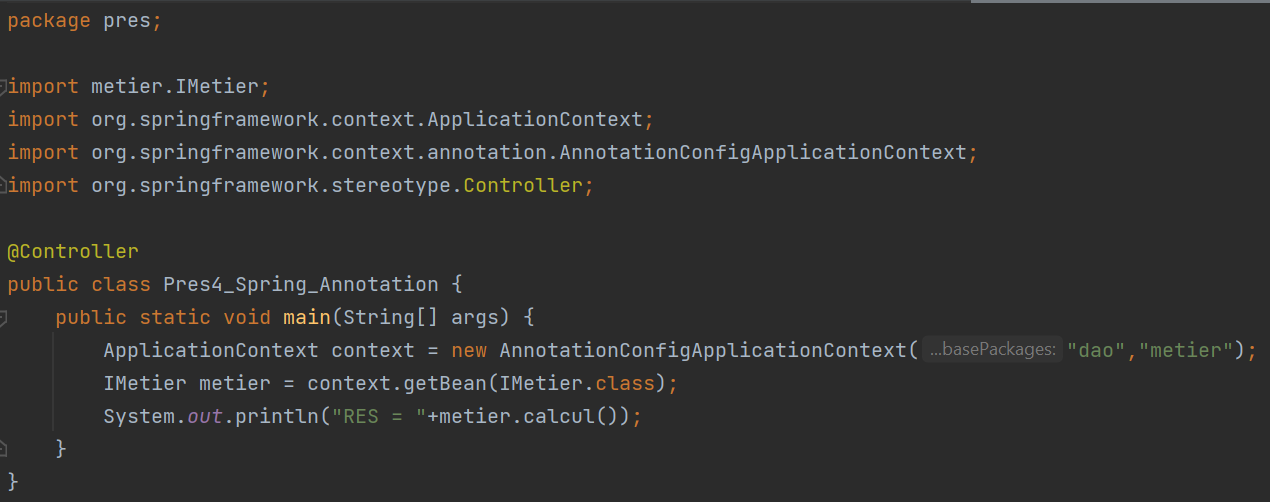 package pres;
import metier.IMetier;
import org.springframework.context.ApplicationContext;
import org.springframework.context.annotation.AnnotationConfigApplicationContext;
import org.springframework.stereotype.Controller;
@Controller
public class Pres4_Spring_Annotation {
    public static void main(String[] args) {
        ApplicationContext context = new AnnotationConfigApplicationContext( ...basePackages: "dao","metier");
        IMetier metier = context.getBean(IMetier.class);
        System.out.println("RES = "+metier.calcul());
    }
}